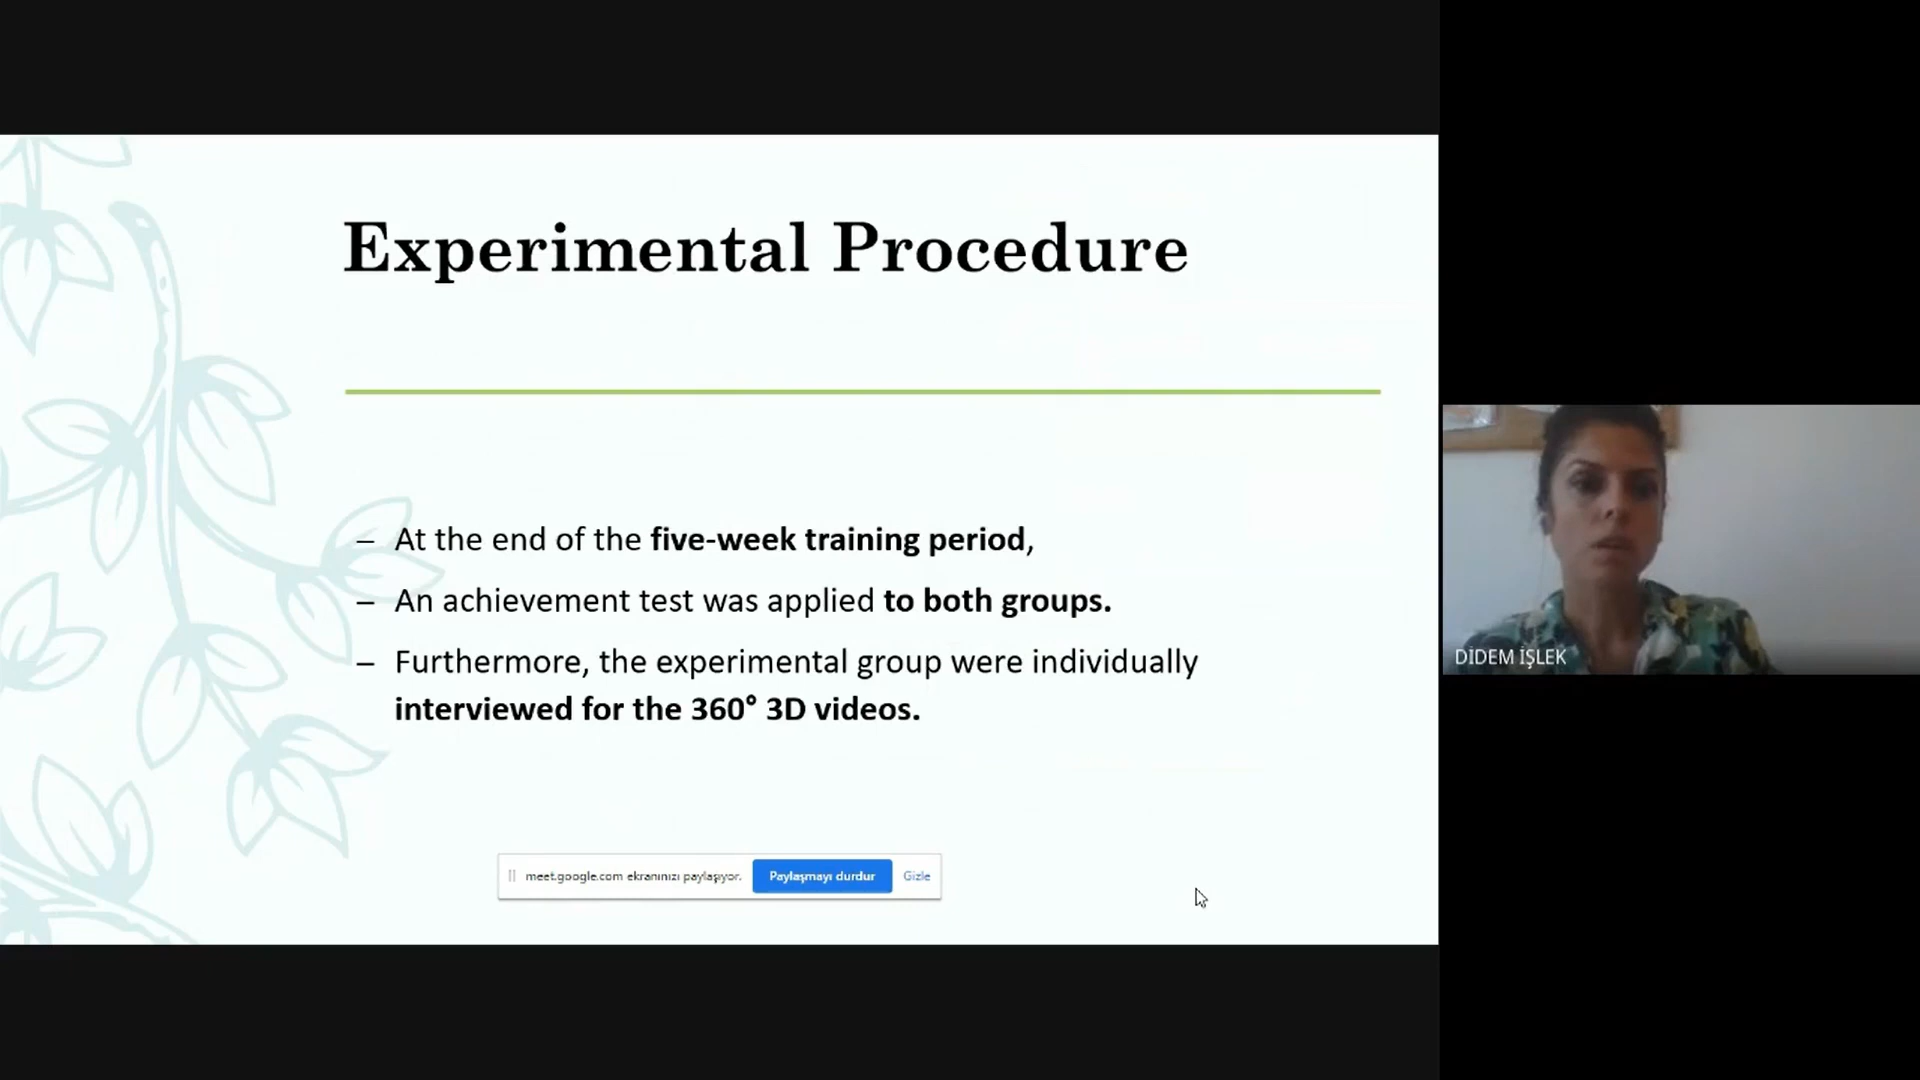 Experimental Procedure
– At the end of the five-week training period,
– An achievement test was applied to both groups.
– Furthermore, the experimental group were individually
interviewed for the 360° 3D videos.
meet.google.com ekranınızı paylaşıyor. Paylaşmayı durdur Gizle
DİDEM İŞLEK